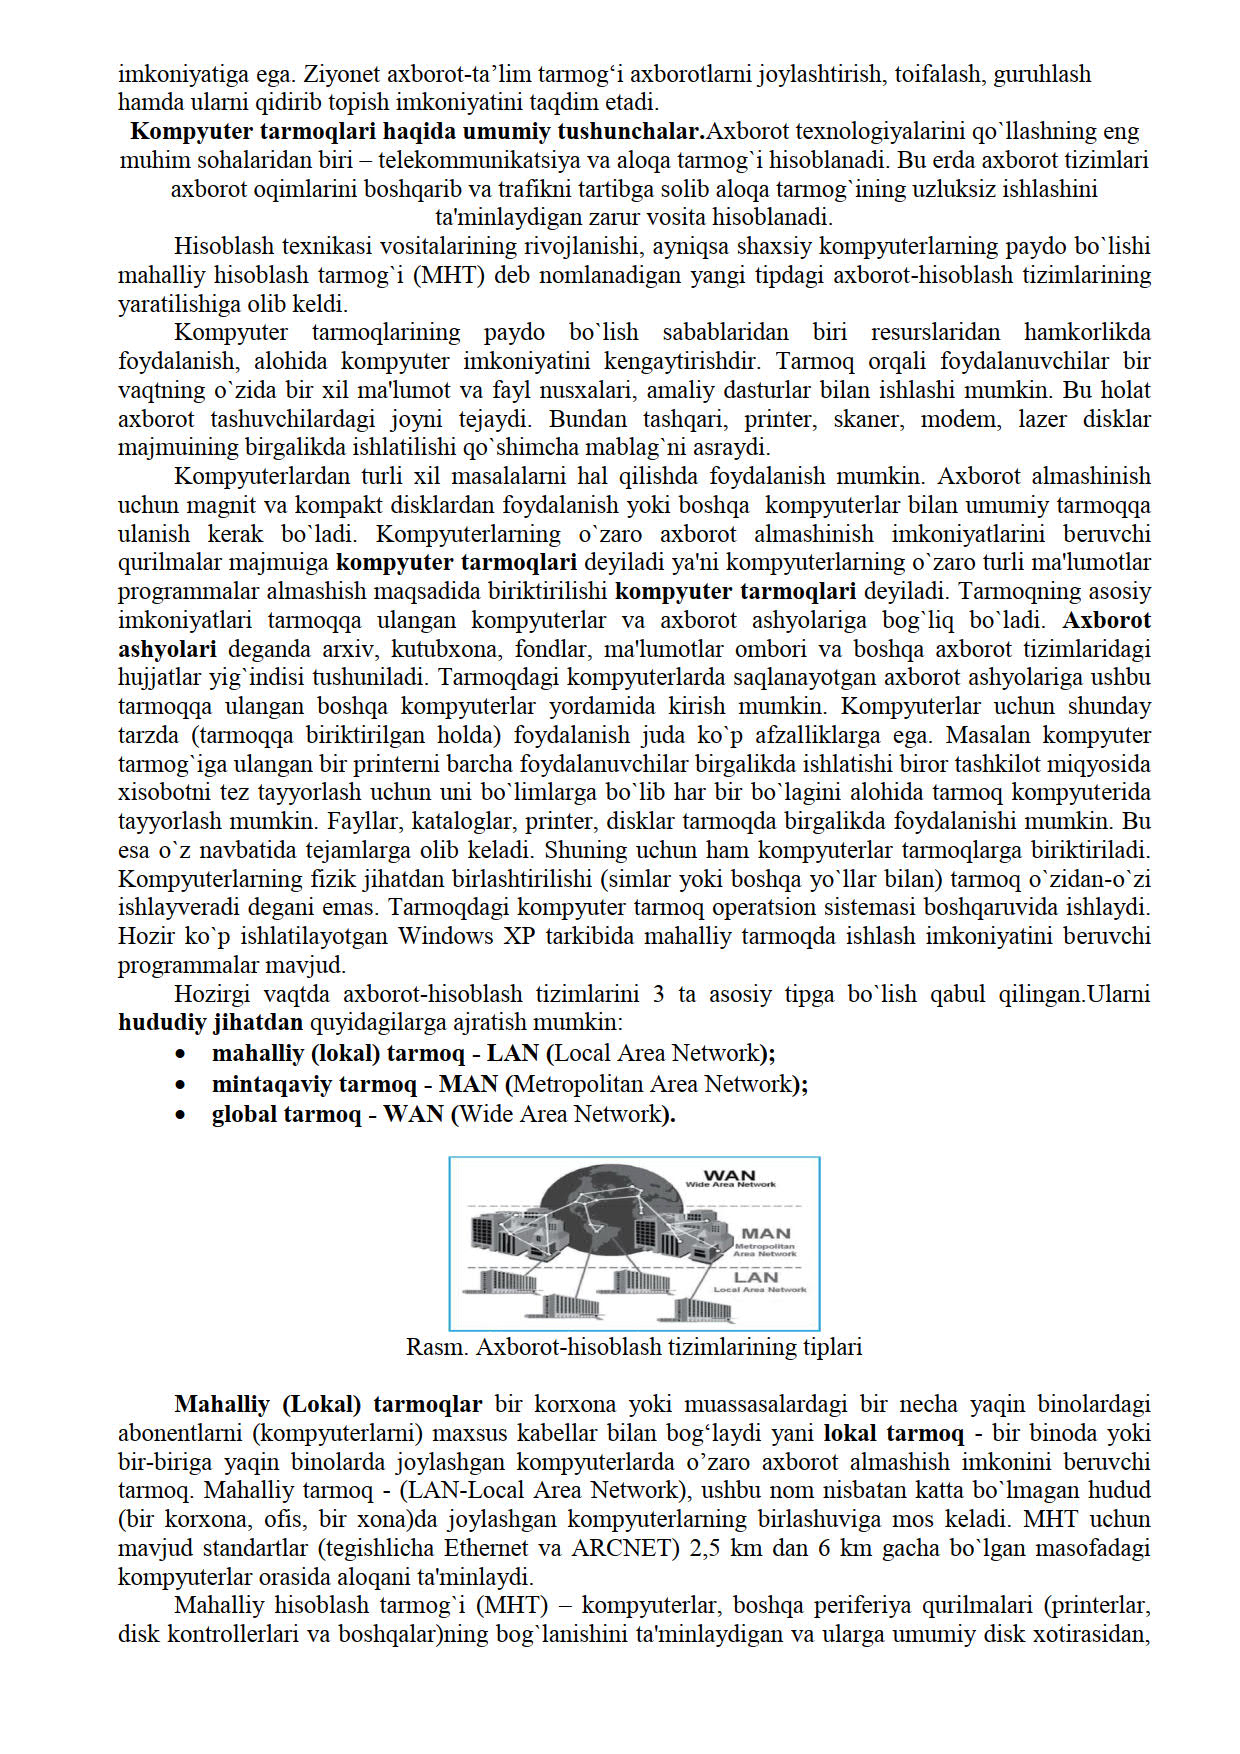 imkoniyatiga ega. Ziyonet axborot-ta’lim tarmog‘i axborotlarni joylashtirish, toifalash, guruhlash
hamda ularni qidirib topish imkoniyatini taqdim etadi.
Kompyuter tarmoqlari haqida umumiy tushunchalar.Axborot texnologiyalarini qo`llashning eng
muhim sohalaridan biri – telekommunikatsiya va aloqa tarmog`i hisoblanadi. Bu erda axborot tizimlari
axborot oqimlarini boshqarib va trafikni tartibga solib aloqa tarmog`ining uzluksiz ishlashini
ta'minlaydigan zarur vosita hisoblanadi.
Hisoblash texnikasi vositalarining rivojlanishi, ayniqsa shaxsiy kompyuterlarning paydo bo`lishi
mahalliy hisoblash tarmog`i (MHT) deb nomlanadigan yangi tipdagi axborot-hisoblash tizimlarining
yaratilishiga olib keldi.
Kompyuter tarmoqlarining paydo bo`lish sabablaridan biri resurslaridan hamkorlikda
foydalanish, alohida kompyuter imkoniyatini kengaytirishdir. Tarmoq orqali foydalanuvchilar bir
vaqtning o`zida bir xil ma'lumot va fayl nusxalari, amaliy dasturlar bilan ishlashi mumkin. Bu holat
axborot tashuvchilardagi joyni tejaydi. Bundan tashqari, printer, skaner, modem, lazer disklar
majmuining birgalikda ishlatilishi qo`shimcha mablag`ni asraydi.
Kompyuterlardan turli xil masalalarni hal qilishda foydalanish mumkin. Axborot almashinish
uchun magnit va kompakt disklardan foydalanish yoki boshqa kompyuterlar bilan umumiy tarmoqqa
ulanish kerak bo`ladi. Kompyuterlarning o`zaro axborot almashinish imkoniyatlarini beruvchi
qurilmalar majmuiga kompyuter tarmoqlari deyiladi ya'ni kompyuterlarning o`zaro turli ma'lumotlar
programmalar almashish maqsadida biriktirilishi kompyuter tarmoqlari deyiladi. Tarmoqning asosiy
imkoniyatlari tarmoqqa ulangan kompyuterlar va axborot ashyolariga bog`liq bo`ladi. Axborot
ashyolari deganda arxiv, kutubxona, fondlar, ma'lumotlar ombori va boshqa axborot tizimlaridagi
hujjatlar yig`indisi tushuniladi. Tarmoqdagi kompyuterlarda saqlanayotgan axborot ashyolariga ushbu
tarmoqqa ulangan boshqa kompyuterlar yordamida kirish mumkin. Kompyuterlar uchun shunday
tarzda (tarmoqqa biriktirilgan holda) foydalanish juda ko`p afzalliklarga ega. Masalan kompyuter
tarmog`iga ulangan bir printerni barcha foydalanuvchilar birgalikda ishlatishi biror tashkilot miqyosida
xisobotni tez tayyorlash uchun uni bo`limlarga bo`lib har bir bo`lagini alohida tarmoq kompyuterida
tayyorlash mumkin. Fayllar, kataloglar, printer, disklar tarmoqda birgalikda foydalanishi mumkin. Bu
esa o`z navbatida tejamlarga olib keladi. Shuning uchun ham kompyuterlar tarmoqlarga biriktiriladi.
Kompyuterlarning fizik jihatdan birlashtirilishi (simlar yoki boshqa yo`llar bilan) tarmoq o`zidan-o`zi
ishlayveradi degani emas. Tarmoqdagi kompyuter tarmoq operatsion sistemasi boshqaruvida ishlaydi.
Hozir ko`p ishlatilayotgan Windows XP tarkibida mahalliy tarmoqda ishlash imkoniyatini beruvchi
programmalar mavjud.
Hozirgi vaqtda axborot-hisoblash tizimlarini 3 ta asosiy tipga bo`lish qabul qilingan.Ularni
hududiy jihatdan quyidagilarga ajratish mumkin:
• mahalliy (lokal) tarmoq - LAN (Local Area Network);
• mintaqaviy tarmoq - MAN (Metropolitan Area Network);
• global tarmoq - WAN (Wide Area Network).
WAN
Wide Area Network
MAN
Metropolitan
Area Network
LAN
Local Area Network
Rasm. Axborot-hisoblash tizimlarining tiplari
Mahalliy (Lokal) tarmoqlar bir korxona yoki muassasalardagi bir necha yaqin binolardagi
abonentlarni (kompyuterlarni) maxsus kabellar bilan bog‘laydi yani lokal tarmoq - bir binoda yoki
bir-biriga yaqin binolarda joylashgan kompyuterlarda o’zaro axborot almashish imkonini beruvchi
tarmoq. Mahalliy tarmoq - (LAN-Local Area Network), ushbu nom nisbatan katta bo`lmagan hudud
(bir korxona, ofis, bir xona)da joylashgan kompyuterlarning birlashuviga mos keladi. MHT uchun
mavjud standartlar (tegishlicha Ethernet va ARCNET) 2,5 km dan 6 km gacha bo`lgan masofadagi
kompyuterlar orasida aloqani ta'minlaydi.
Mahalliy hisoblash tarmog`i (MHT) – kompyuterlar, boshqa periferiya qurilmalari (printerlar,
disk kontrollerlari va boshqalar)ning bog`lanishini ta'minlaydigan va ularga umumiy disk xotirasidan,